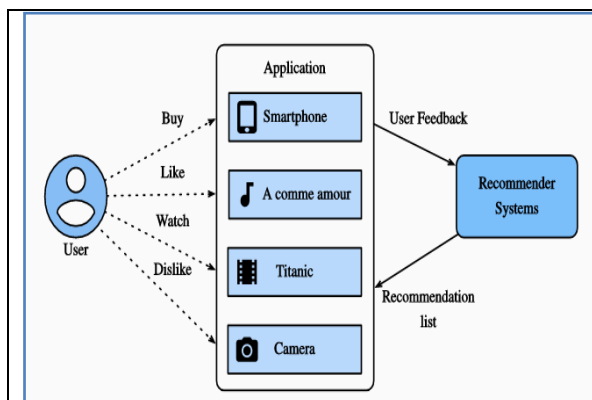 Application
Buy
Smartphone
User Feedback
Like
A comme amour
Recommender
Systems
Watch
User
Dislike
Titanic
Recommendation
list
Camera